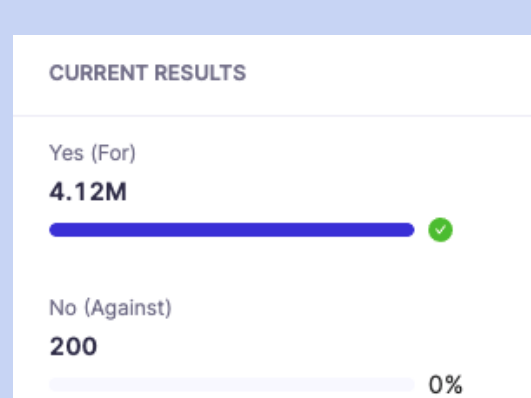 CURRENT RESULTS
Yes (For)
4.12M
No (Against)
200
0%